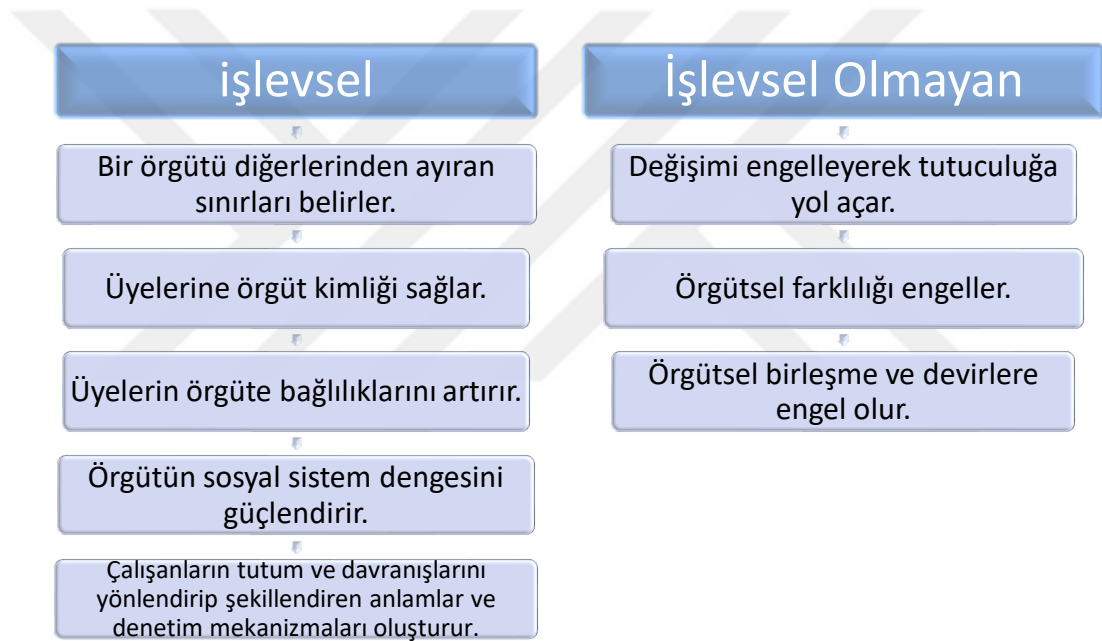 işlevsel
Bir örgütü diğerlerinden ayıran
sınırları belirler.
Üyelerine örgüt kimliği sağlar.
Üyelerin örgüte bağlılıklarını artırır.
Örgütün sosyal sistem dengesini
güçlendirir.
Çalışanların tutum ve davranışlarını
yönlendirip şekillendiren anlamlar ve
denetim mekanizmaları oluşturur.
İşlevsel Olmayan
Değişimi engelleyerek tutuculuğa
yol açar.
Örgütsel farklılığı engeller.
Örgütsel birleşme ve devirlere
engel olur.